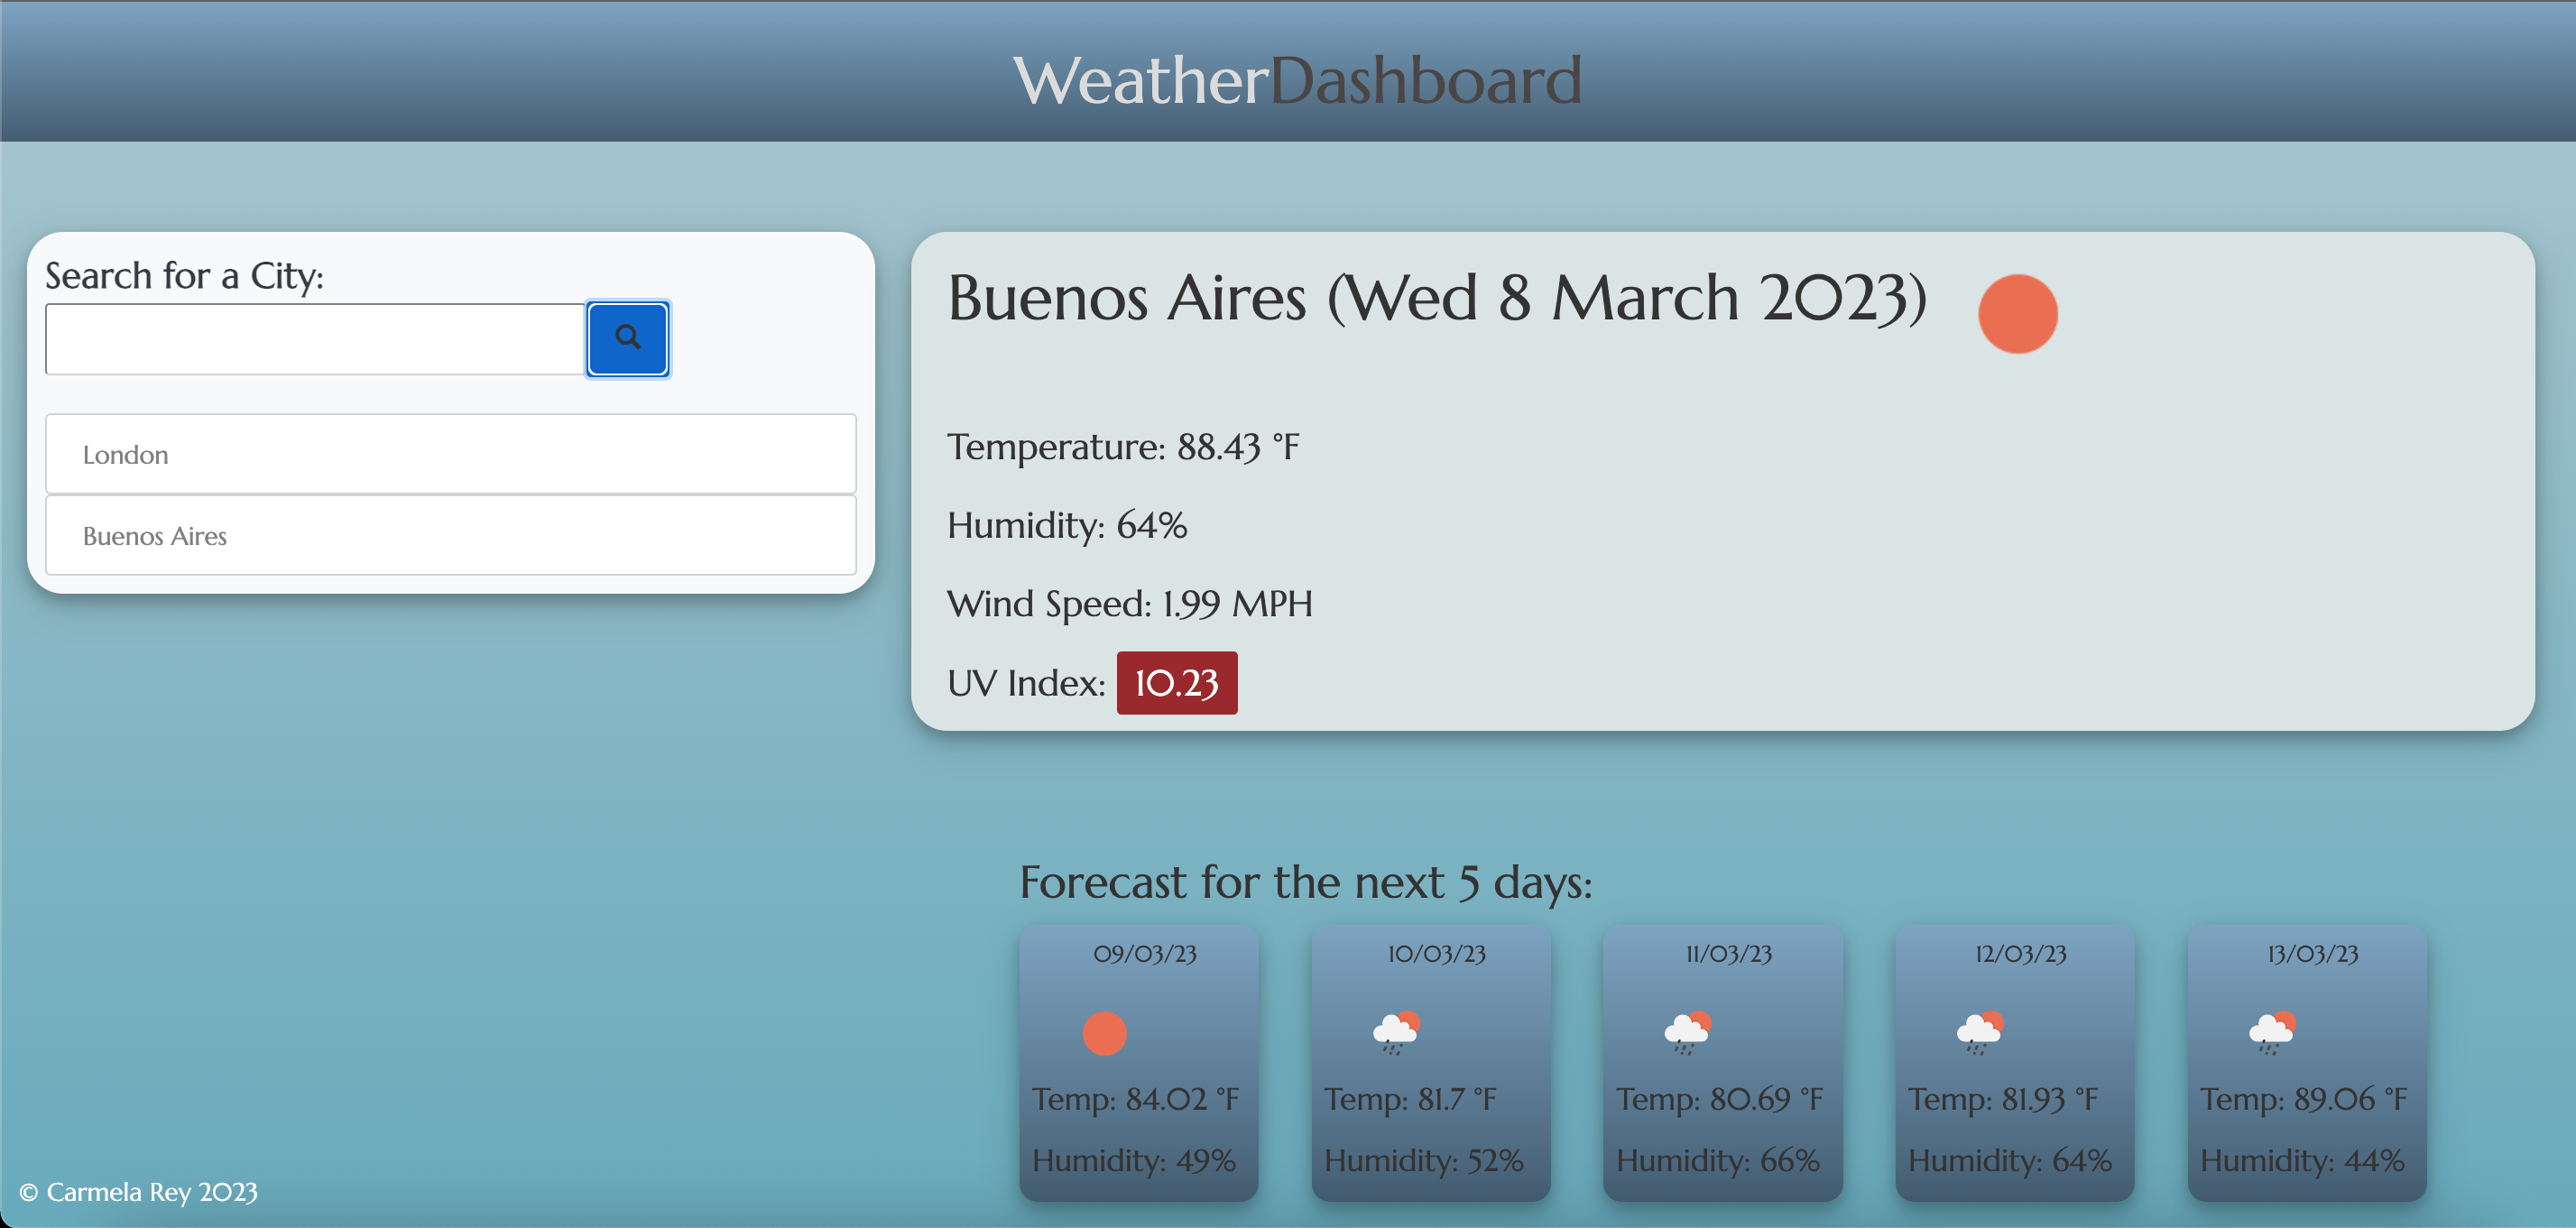 WeatherDashboard
Search for a City:
London
Buenos Aires
Buenos Aires (Wed 8 March 2023)
Temperature: 88.43 °F
Humidity: 64%
Wind Speed: 1.99 MPH
UV Index: 10.23
Forecast for the next 5 days:
09/03/23
Temp: 84.02 °F
Humidity: 49%
10/03/23
Temp: 81.7 °F
Humidity: 52%
11/03/23
Temp: 80.69 °F
Humidity: 66%
12/03/23
Temp: 81.93 °F
Humidity: 64%
13/03/23
Temp: 89.06 °F
Humidity: 44%
© Carmela Rey 2023